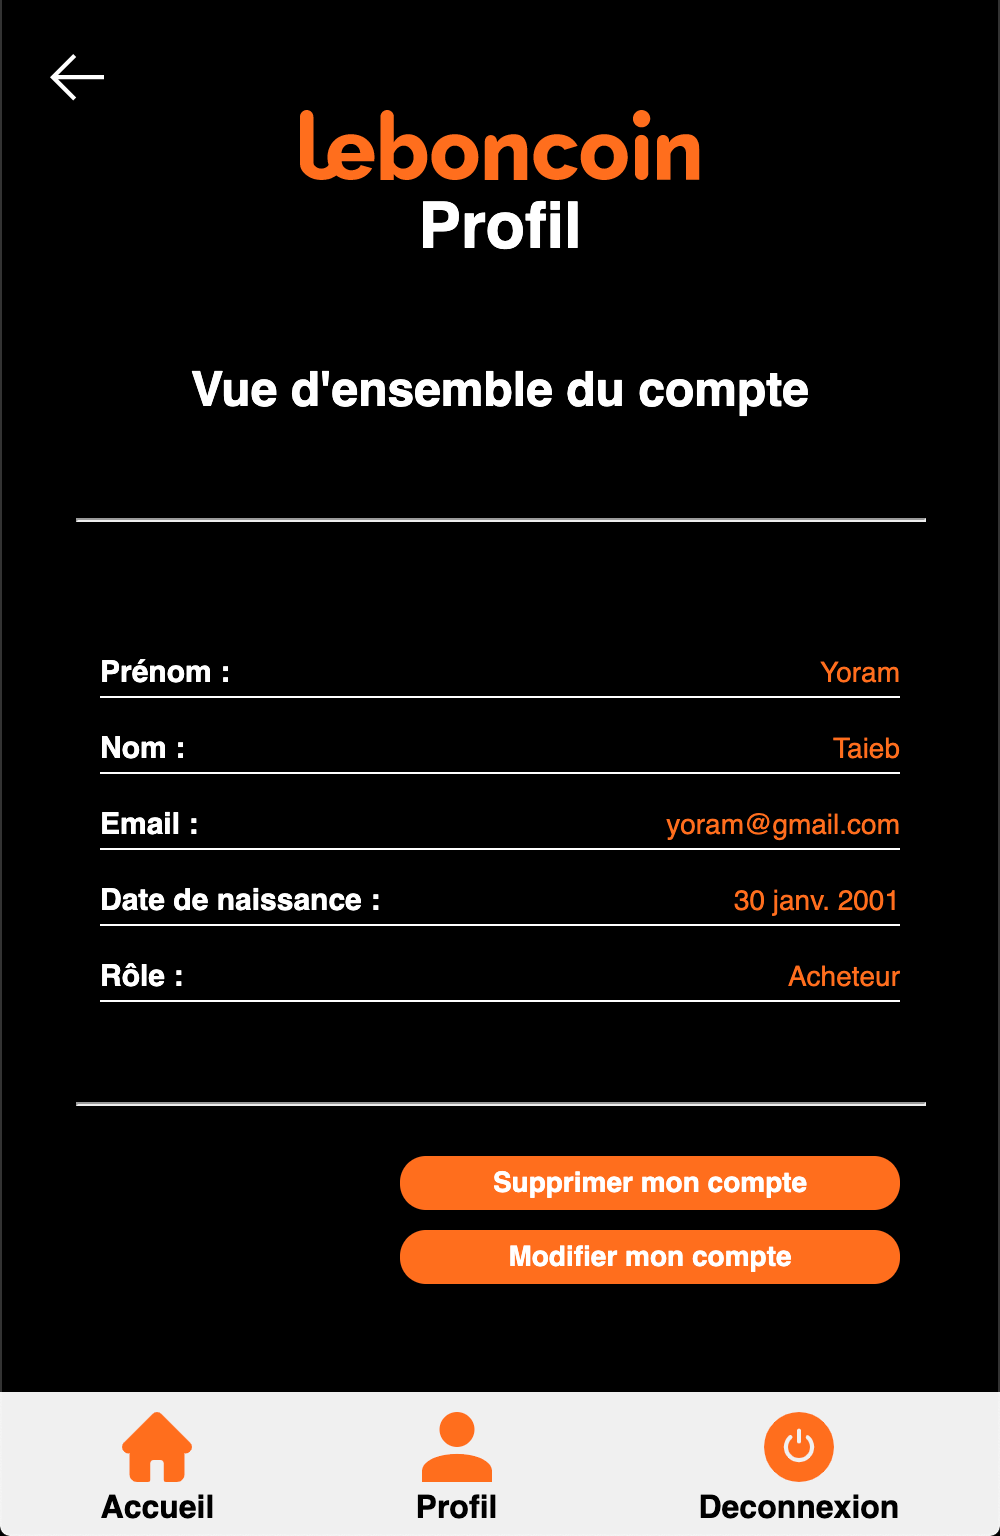 leboncoin
Profil
Vue d'ensemble du compte
Prénom : Yoram
Nom : Taieb
Email : yoram@gmail.com
Date de naissance : 30 janv. 2001
Rôle : Acheteur
Supprimer mon compte
Modifier mon compte
Accueil Profil Deconnexion